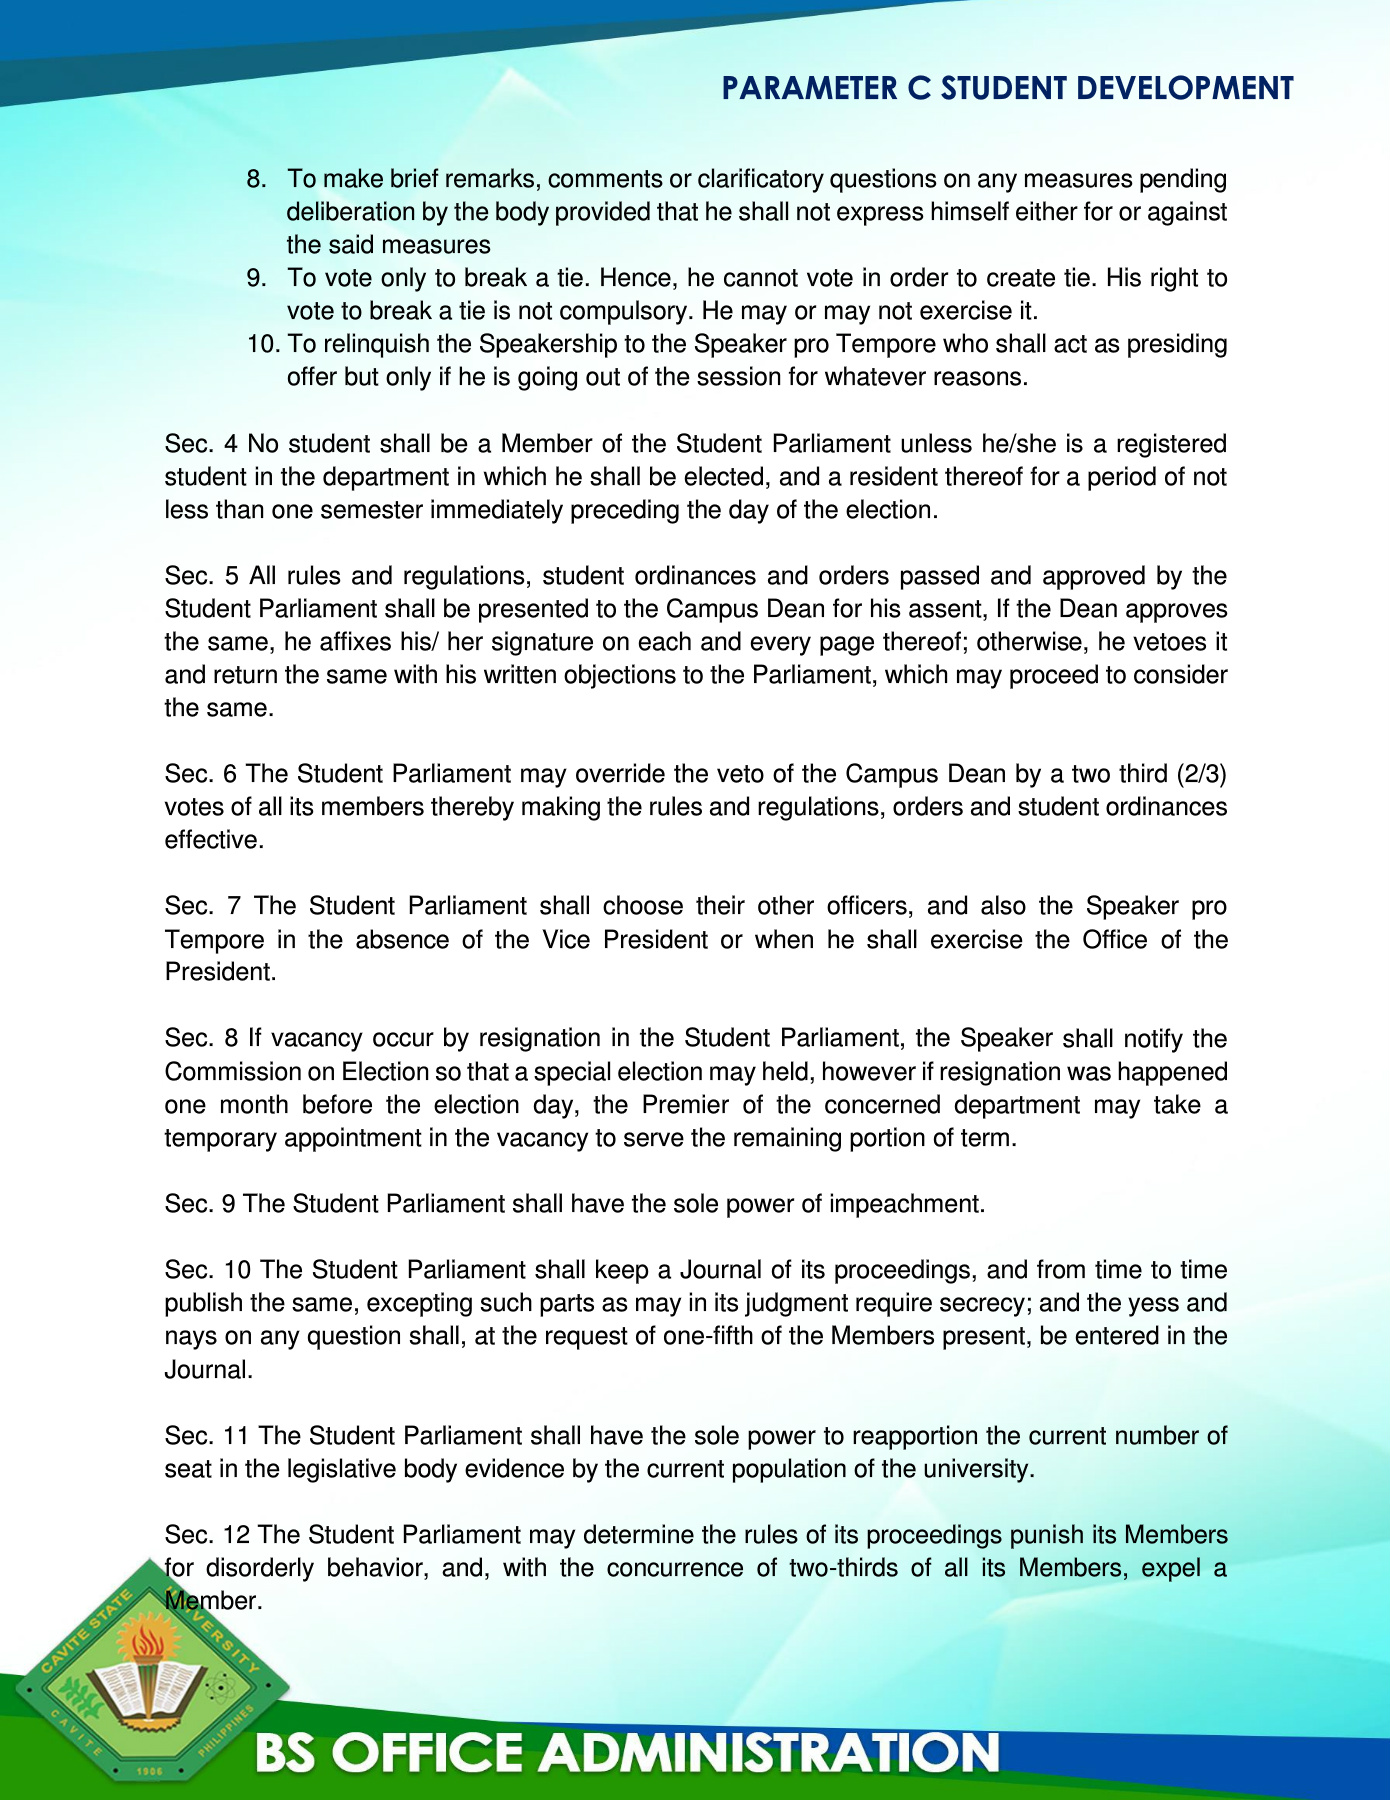 PARAMETER C STUDENT DEVELOPMENT
8. To make brief remarks, comments or clarificatory questions on any measures pending
deliberation by the body provided that he shall not express himself either for or against
the said measures
9. To vote only to break a tie. Hence, he cannot vote in order to create tie. His right to
vote to break a tie is not compulsory. He may or may not exercise it.
10. To relinquish the Speakership to the Speaker pro Tempore who shall act as presiding
offer but only if he is going out of the session for whatever reasons.
Sec. 4 No student shall be a Member of the Student Parliament unless he/she is a registered
student in the department in which he shall be elected, and a resident thereof for a period of not
less than one semester immediately preceding the day of the election.
Sec. 5 All rules and regulations, student ordinances and orders passed and approved by the
Student Parliament shall be presented to the Campus Dean for his assent, If the Dean approves
the same, he affixes his/ her signature on each and every page thereof; otherwise, he vetoes it
and return the same with his written objections to the Parliament, which may proceed to consider
the same.
Sec. 6 The Student Parliament may override the veto of the Campus Dean by a two third (2/3)
votes of all its members thereby making the rules and regulations, orders and student ordinances
effective.
Sec. 7 The Student Parliament shall choose their other officers, and also the Speaker pro
Tempore in the absence of the Vice President or when he shall exercise the Office of the
President.
Sec. 8 If vacancy occur by resignation in the Student Parliament, the Speaker shall notify the
Commission on Election so that a special election may held, however if resignation was happened
one month before the election day, the Premier of the concerned department may take a
temporary appointment in the vacancy to serve the remaining portion of term.
Sec. 9 The Student Parliament shall have the sole power of impeachment.
Sec. 10 The Student Parliament shall keep a Journal of its proceedings, and from time to time
publish the same, excepting such parts as may in its judgment require secrecy; and the yess and
nays on any question shall, at the request of one-fifth of the Members present, be entered in the
Journal.
Sec. 11 The Student Parliament shall have the sole power to reapportion the current number of
seat in the legislative body evidence by the current population of the university.
Sec. 12 The Student Parliament may determine the rules of its proceedings punish its Members
for disorderly behavior, and, with the concurrence of two-thirds of all its Members, expel a
Member.
CAVITE STATE UNIVERSITY
CAVITE PHILIPPINES
1906
BS OFFICE ADMINISTRATION